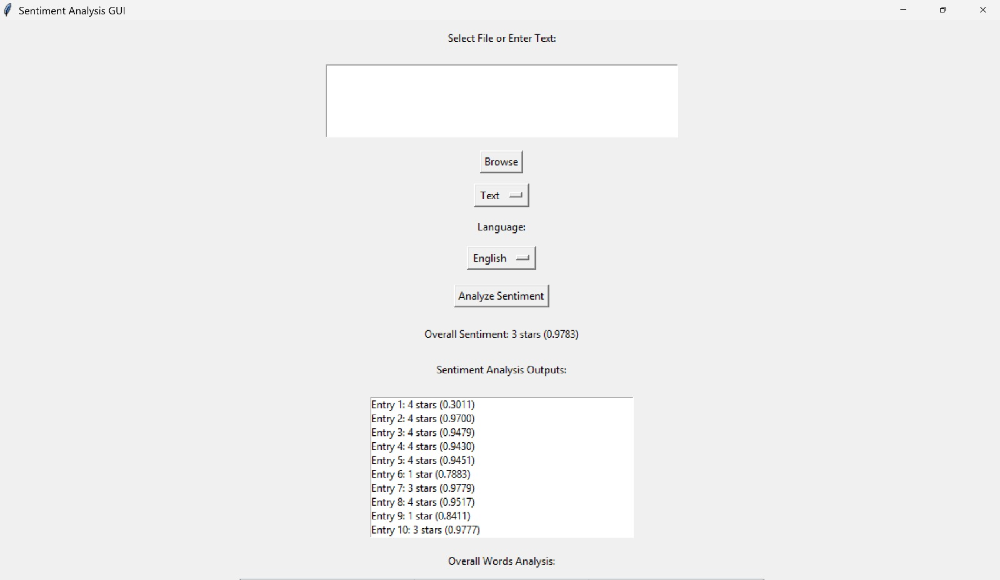 Sentiment Analysis GUI
Select File or Enter Text:
Browse
Text
Language:
English
Analyze Sentiment
Overall Sentiment: 3 stars (0.9783)
Sentiment Analysis Outputs:
Entry 1: 4 stars (0.3011)
Entry 2: 4 stars (0.9700)
Entry 3: 4 stars (0.9479)
Entry 4: 4 stars (0.9430)
Entry 5: 4 stars (0.9451)
Entry 6: 1 star (0.7883)
Entry 7: 3 stars (0.9779)
Entry 8: 4 stars (0.9517)
Entry 9: 1 star (0.8411)
Entry 10: 3 stars (0.9777)
Overall Words Analysis: